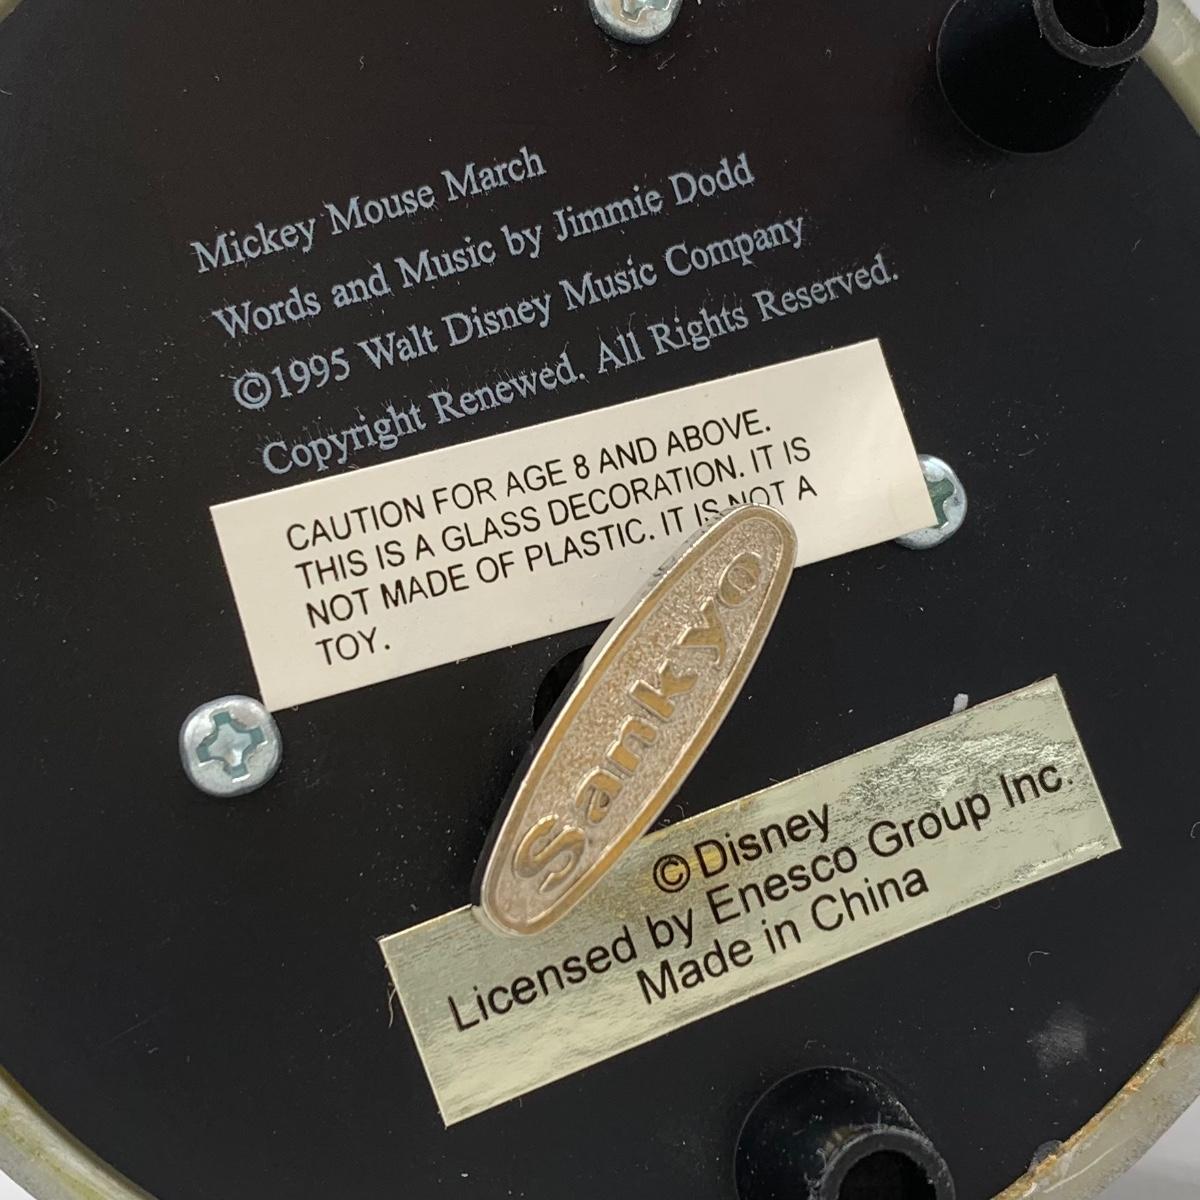 Mickey Mouse March
Words and Music by Jimmie Dodd
©1995 Walt Disney Music Company
Copyright Renewed. All Rights Reserved.
CAUTION FOR AGE 8 AND ABOVE.
THIS IS A GLASS DECORATION. IT IS
NOT MADE OF PLASTIC. IT IS NOT A
TOY.
Sankyo
©Disney
Licensed by Enesco Group Inc.
Made in China